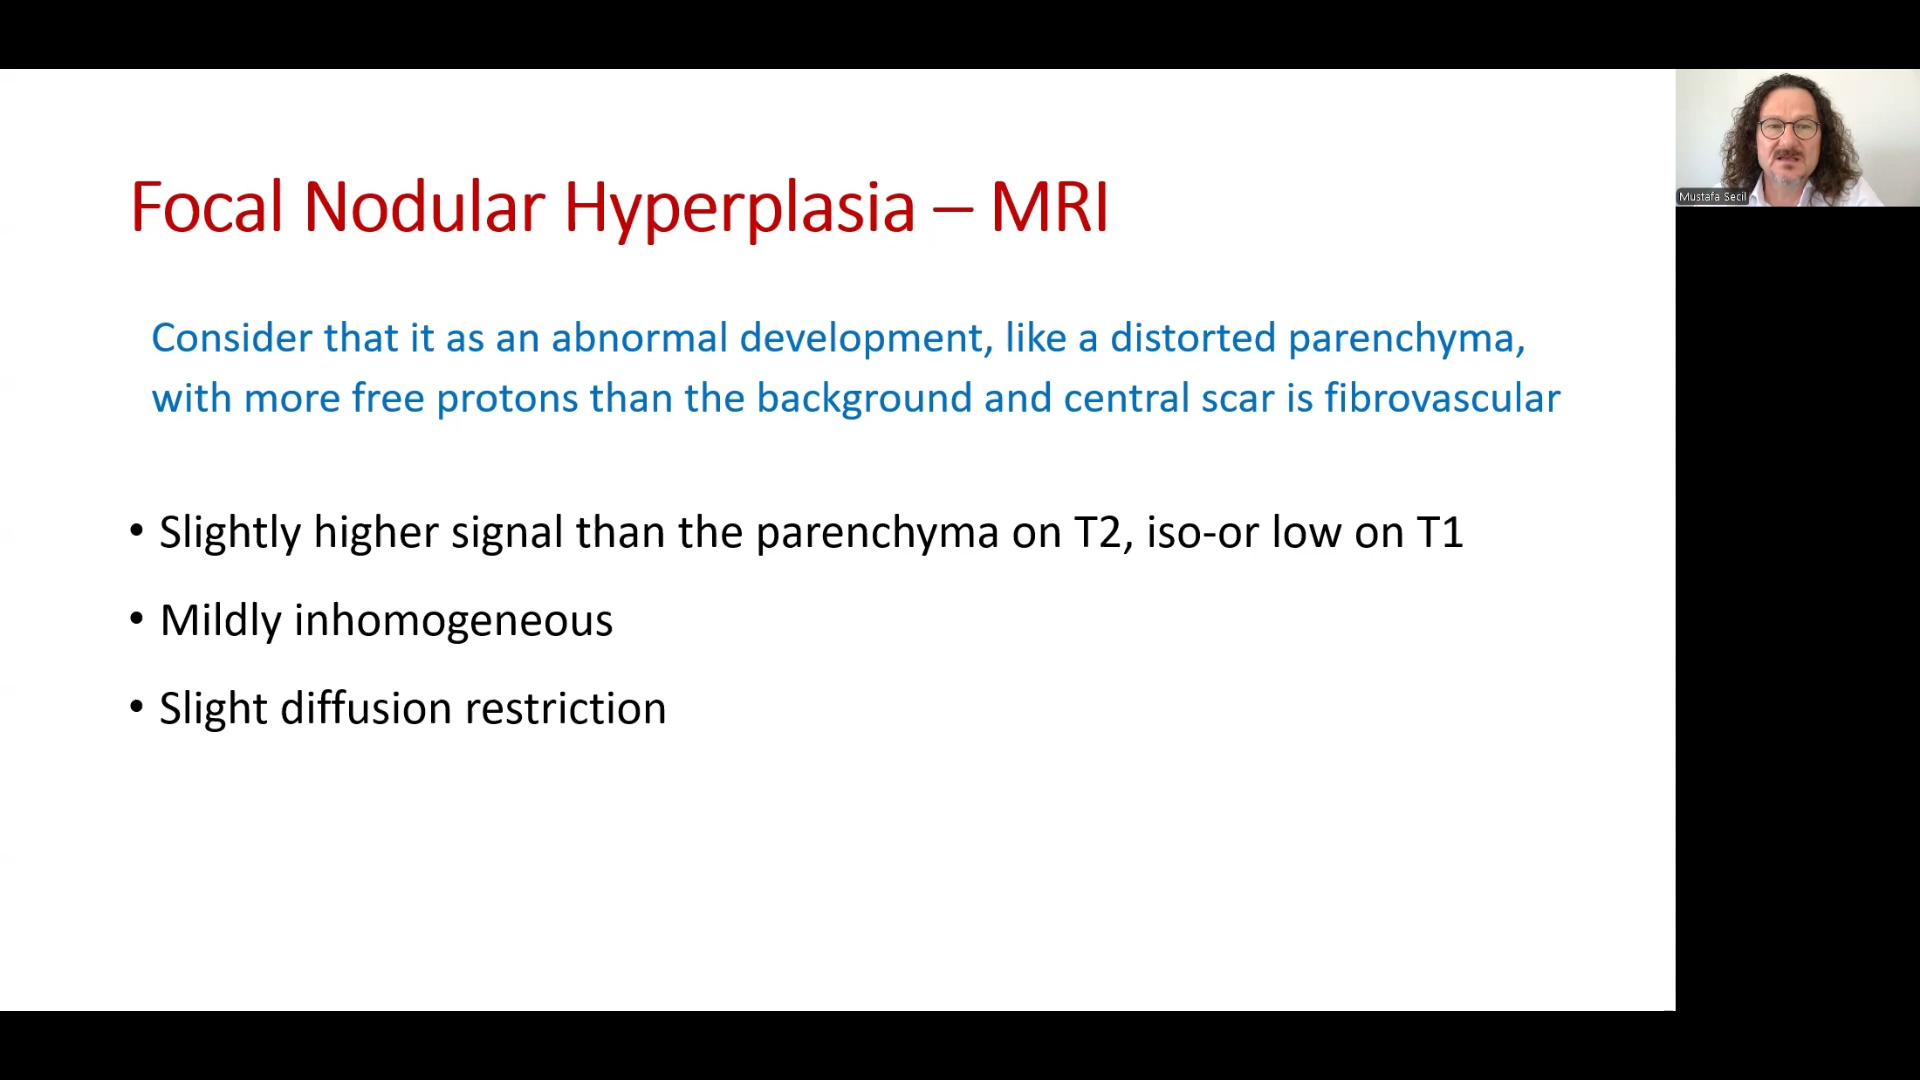 Focal Nodular Hyperplasia – MRI
Consider that it as an abnormal development, like a distorted parenchyma,
with more free protons than the background and central scar is fibrovascular
• Slightly higher signal than the parenchyma on T2, iso-or low on T1
• Mildly inhomogeneous
• Slight diffusion restriction
Mustafa Secil